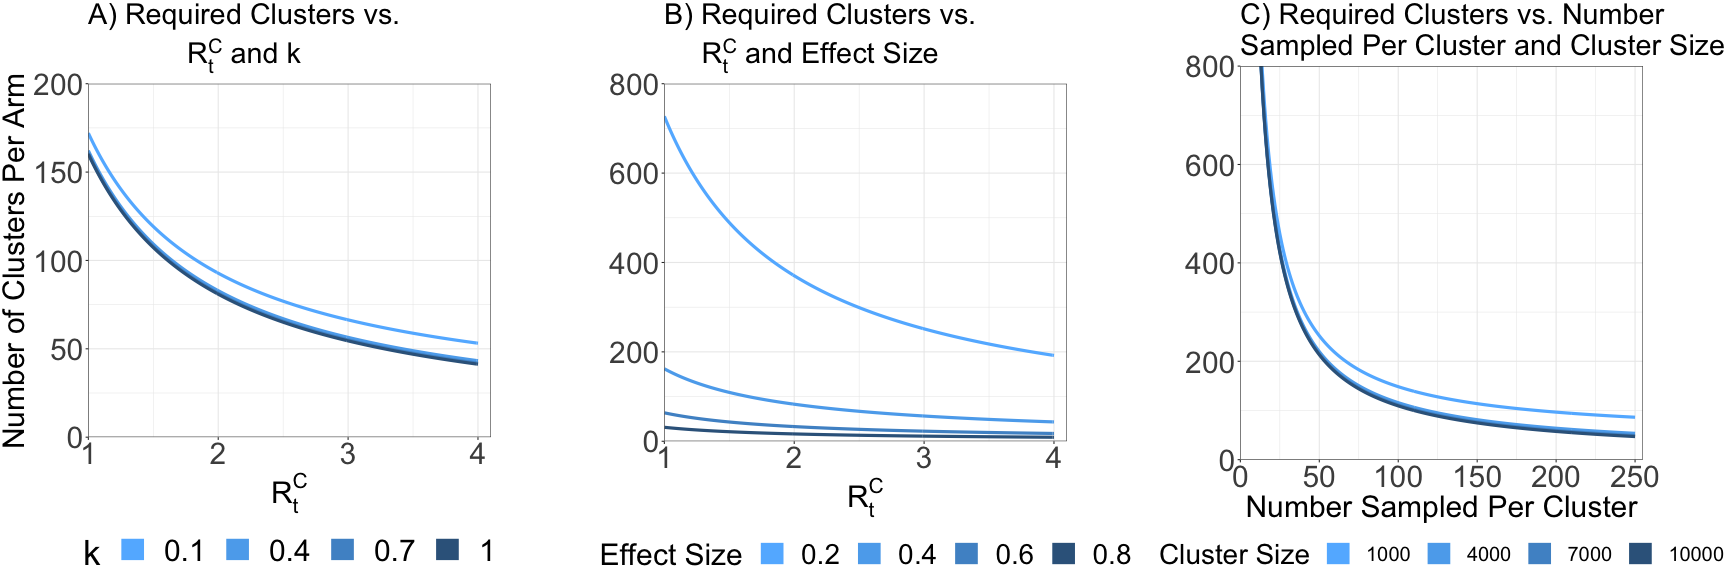 A) Required Clusters vs.
R_t^C and k
Number of Clusters Per Arm
200
150
100
50
0
1 2 3 4
R_t^C
k 0.1 0.4 0.7 1
B) Required Clusters vs.
R_t^C and Effect Size
800
600
400
200
0
1 2 3 4
R_t^C
Effect Size 0.2 0.4 0.6 0.8
C) Required Clusters vs. Number
Sampled Per Cluster and Cluster Size
800
600
400
200
0
0 50 100 150 200 250
Number Sampled Per Cluster
Cluster Size 1000 4000 7000 10000